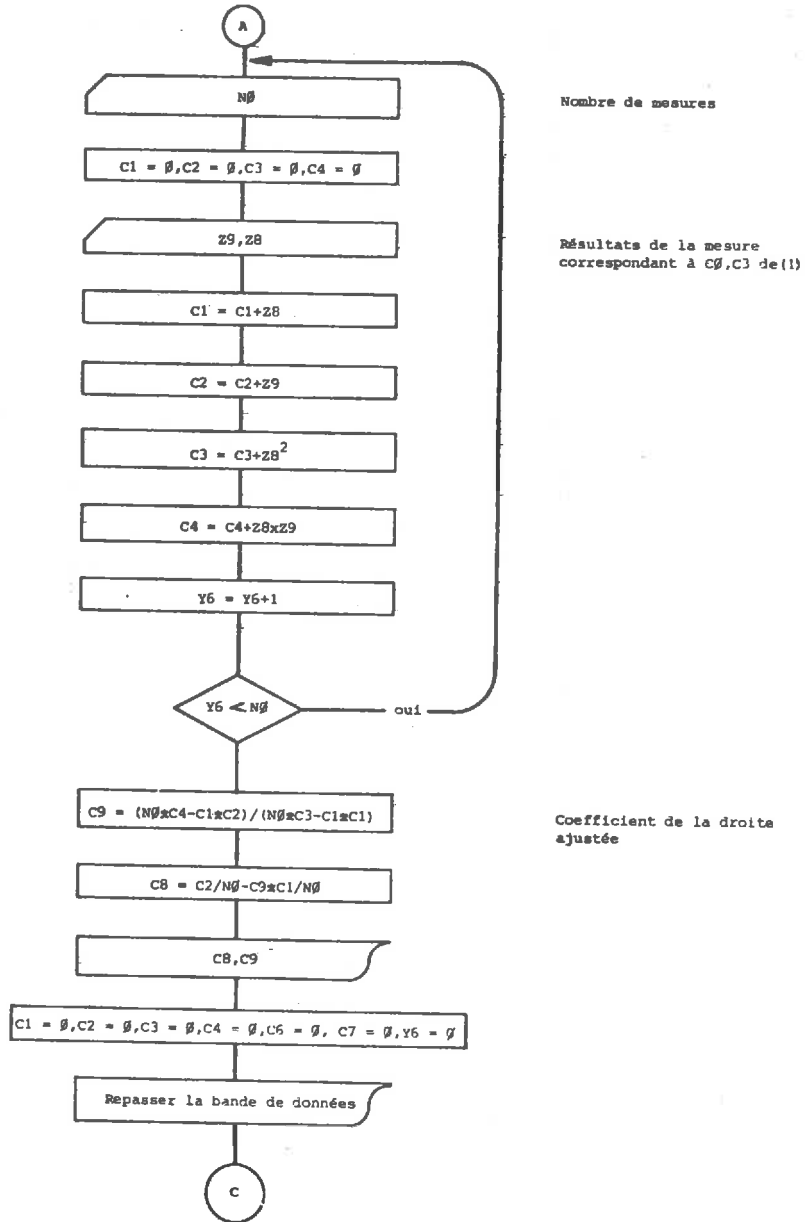 A
NØ
Nombre de mesures
C1 = Ø,C2 = Ø,C3 = Ø,C4 = Ø
Z9,Z8
Résultats de la mesure
correspondant à CØ,C3 de(1)
C1 = C1+Z8
C2 = C2+Z9
C3 = C3+Z8²
C4 = C4+Z8xZ9
Y6 = Y6+1
Y6 < NØ
oui
C9 = (NØ*C4-C1*C2)/(NØ*C3-C1*C1)
Coefficient de la droite
ajustée
C8 = C2/NØ-C9*C1/NØ
C8,C9
C1 = Ø,C2 = Ø,C3 = Ø,C4 = Ø,C6 = Ø, C7 = Ø,Y6 = Ø
Repasser la bande de données
C